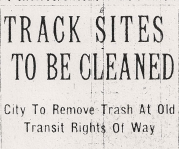 TRACK SITES
TO BE CLEANED
City To Remove Trash At Old
Transit Rights Of Way